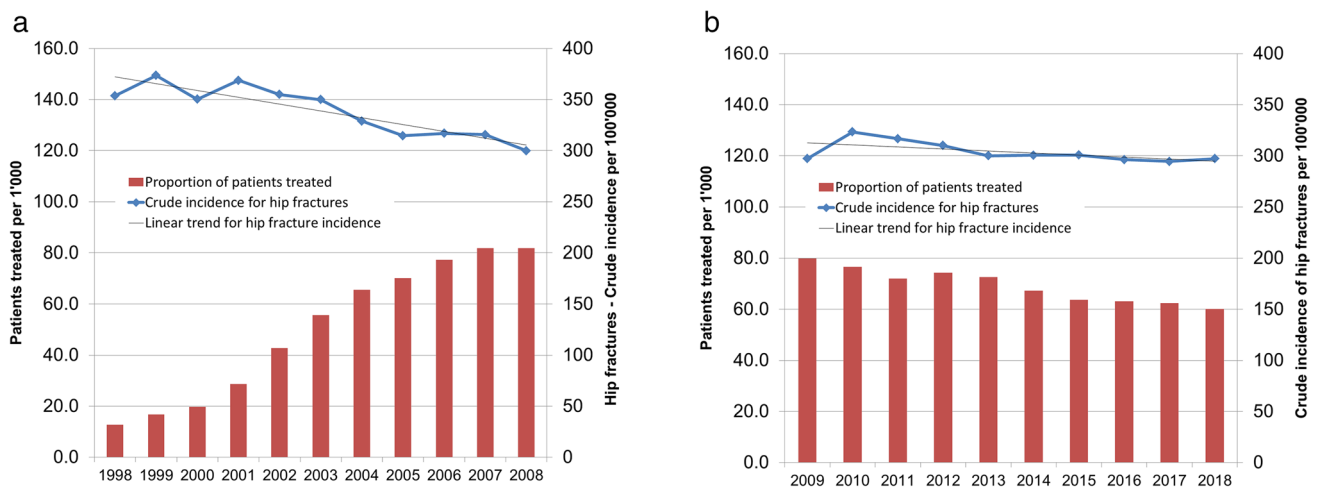 a
160.0
140.0
120.0
100.0
80.0
60.0
40.0
20.0
0.0
Patients treated per 1'000
400
350
300
250
200
150
100
50
0
Hip fractures - Crude incidence per 100'000
Proportion of patients treated
Crude incidence for hip fractures
Linear trend for hip fracture incidence
1998 1999 2000 2001 2002 2003 2004 2005 2006 2007 2008
b
160.0
140.0
120.0
100.0
80.0
60.0
40.0
20.0
0.0
Patients treated per 1'000
400
350
300
250
200
150
100
50
0
Crude incidence of hip fractures per 100'000
Proportion of patients treated
Crude incidence for hip fractures
Linear trend for hip fracture incidence
2009 2010 2011 2012 2013 2014 2015 2016 2017 2018